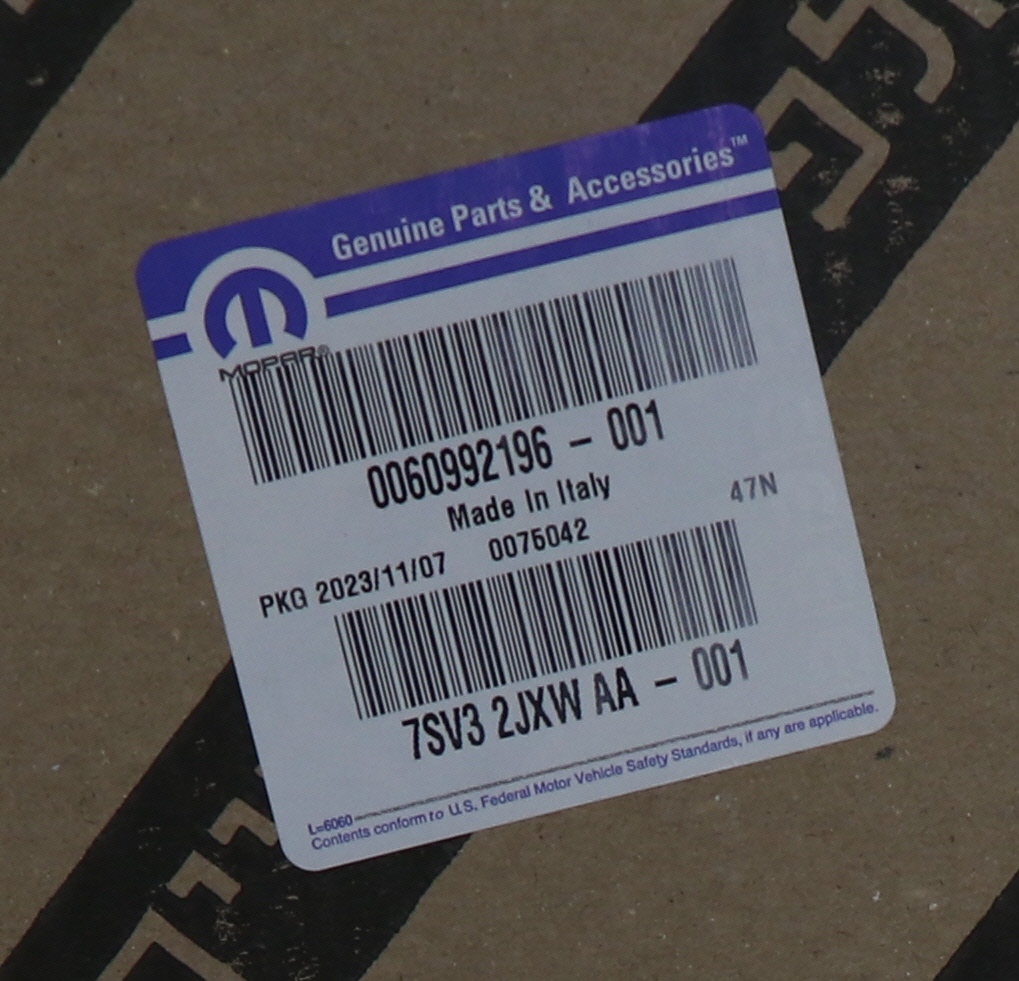 Genuine Parts & Accessories™
MOPAR®
0060992196 - 001
Made In Italy
47N
PKG 2023/11/07 0075042
7SV3 2JXW AA - 001
L=6060
Contents conform to U.S. Federal Motor Vehicle Safety Standards, if any are applicable.